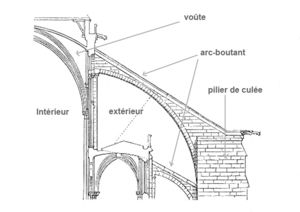 voûte
arc-boutant
pilier de culée
Intérieur
extérieur